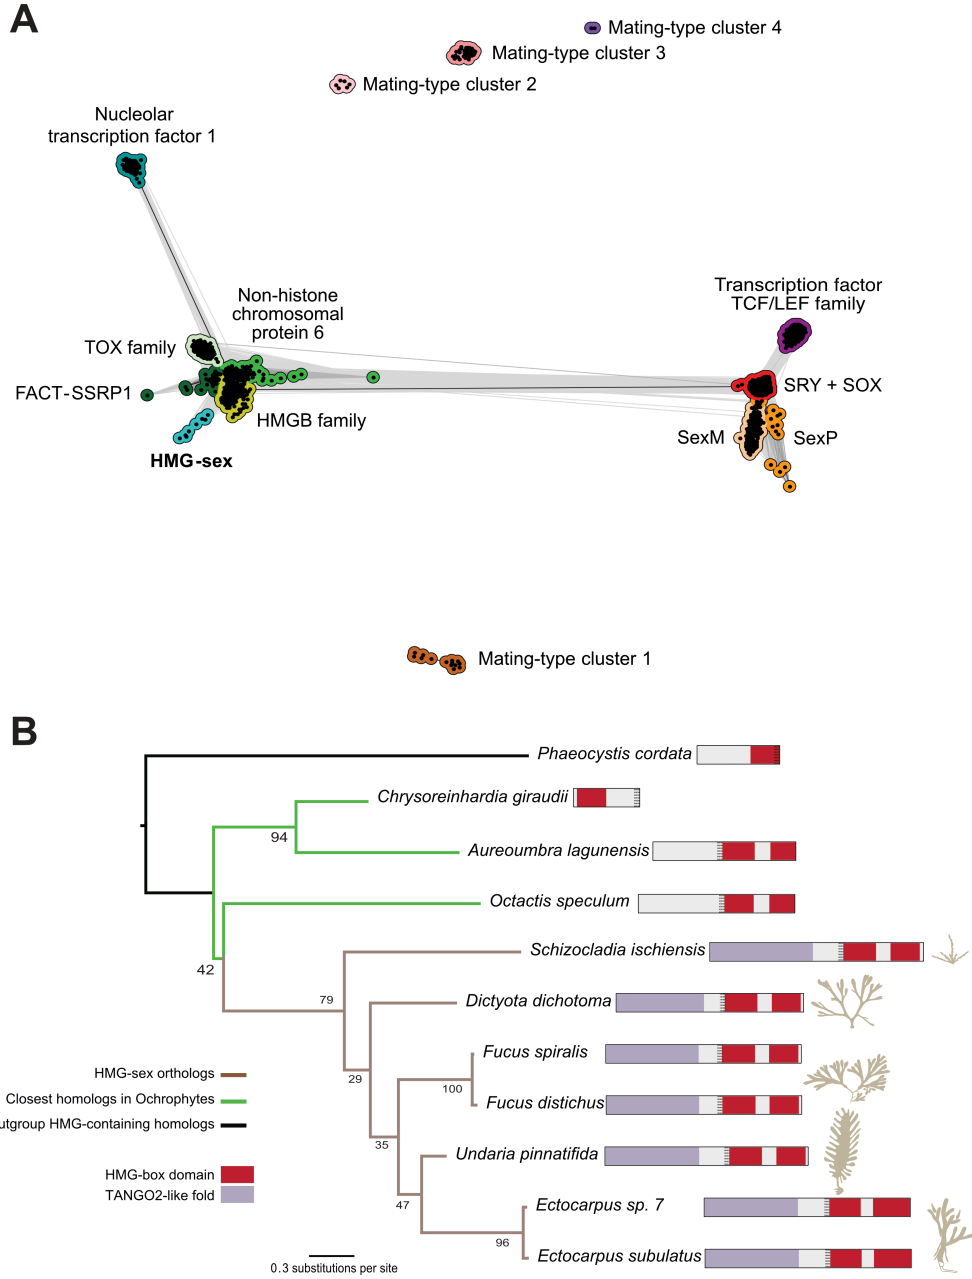 A
Mating-type cluster 4
Mating-type cluster 3
Mating-type cluster 2
Nucleolar
transcription factor 1
Non-histone
chromosomal
protein 6
TOX family
FACT-SSRP1
HMGB family
HMG-sex
Transcription factor
TCF/LEF family
SRY + SOX
SexM
SexP
Mating-type cluster 1
B
Phaeocystis cordata
Chrysoreinhardia giraudii
94
Aureoumbra lagunensis
Octactis speculum
42
Schizocladia ischiensis
79
Dictyota dichotoma
Fucus spiralis
29
100
Fucus distichus
35
Undaria pinnatifida
47
Ectocarpus sp. 7
96
Ectocarpus subulatus
HMG-sex orthologs
Closest homologs in Ochrophytes
utgroup HMG-containing homologs
HMG-box domain
TANGO2-like fold
0.3 substitutions per site